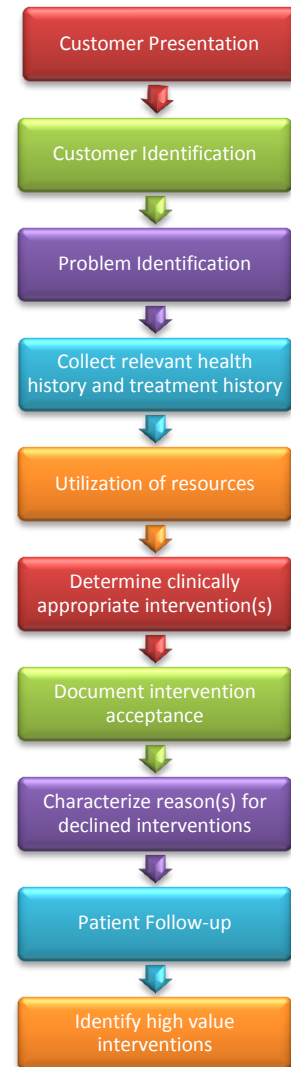 Customer Presentation
Customer Identification
Problem Identification
Collect relevant health
history and treatment history
Utilization of resources
Determine clinically
appropriate intervention(s)
Document intervention
acceptance
Characterize reason(s) for
declined interventions
Patient Follow-up
Identify high value
interventions